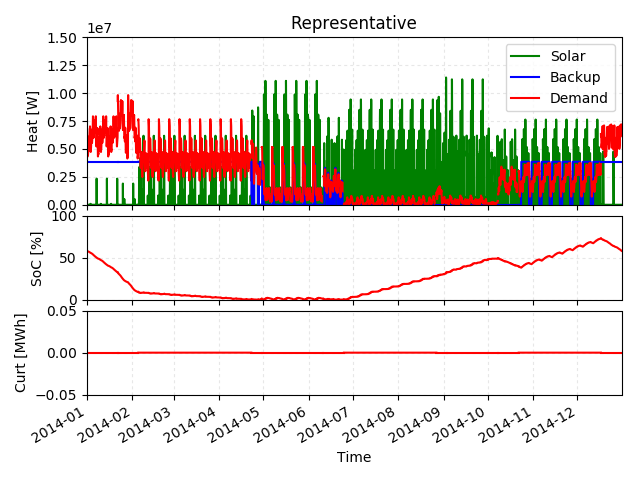 Representative
1e7
1.50
1.25
1.00
0.75
0.50
0.25
0.00
Heat [W]
Solar
Backup
Demand
100
50
0
SoC [%]
0.05
0.00
−0.05
Curt [MWh]
2014-01
2014-02
2014-03
2014-04
2014-05
2014-06
2014-07
2014-08
2014-09
2014-10
2014-11
2014-12
Time